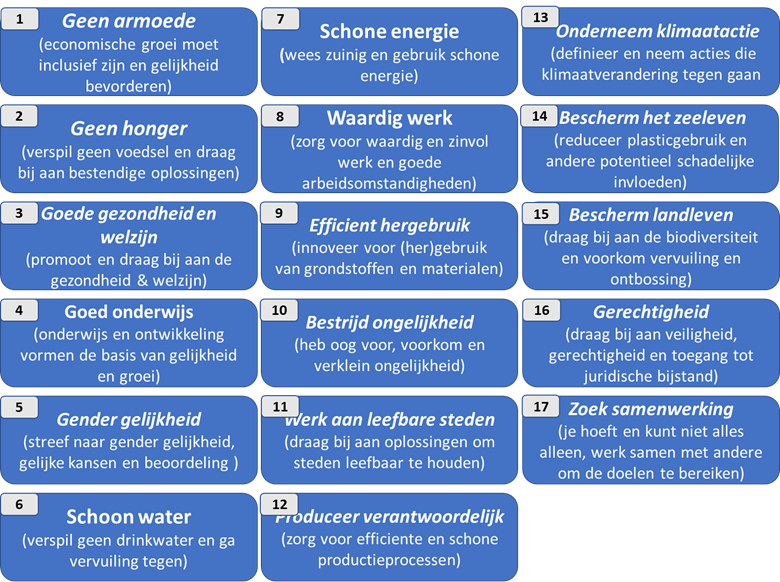 1
Geen armoede
(economische groei moet
inclusief zijn en gelijkheid
bevorderen)
2
Geen honger
(verspil geen voedsel en draag
bij aan bestendige oplossingen)
3
Goede gezondheid en
welzijn
(promoot en draag bij aan de
gezondheid & welzijn)
4
Goed onderwijs
(onderwijs en ontwikkeling
vormen de basis van gelijkheid
en groei)
5
Gender gelijkheid
(streef naar gender gelijkheid,
gelijke kansen en beoordeling )
6
Schoon water
(verspil geen drinkwater en ga
vervuiling tegen)
7
Schone energie
(wees zuinig en gebruik schone
energie)
8
Waardig werk
(zorg voor waardig en zinvol
werk en goede
arbeidsomstandigheden)
9
Efficient hergebruik
(innoveer voor (her)gebruik
van grondstoffen en materialen)
10
Bestrijd ongelijkheid
(heb oog voor, voorkom en
verklein ongelijkheid)
11
Werk aan leefbare steden
(draag bij aan oplossingen om
steden leefbaar te houden)
12
Produceer verantwoordelijk
(zorg voor efficiente en schone
productieprocessen)
13
Onderneem klimaatactie
(definieer en neem acties die
klimaatverandering tegen gaan
14
Bescherm het zeeleven
(reduceer plasticgebruik en
andere potentieel schadelijke
invloeden)
15
Bescherm landleven
(draag bij aan de biodiversiteit
en voorkom vervuiling en
ontbossing)
16
Gerechtigheid
(draag bij aan veiligheid,
gerechtigheid en toegang tot
juridische bijstand)
17
Zoek samenwerking
(je hoeft en kunt niet alles
alleen, werk samen met andere
om de doelen te bereiken)